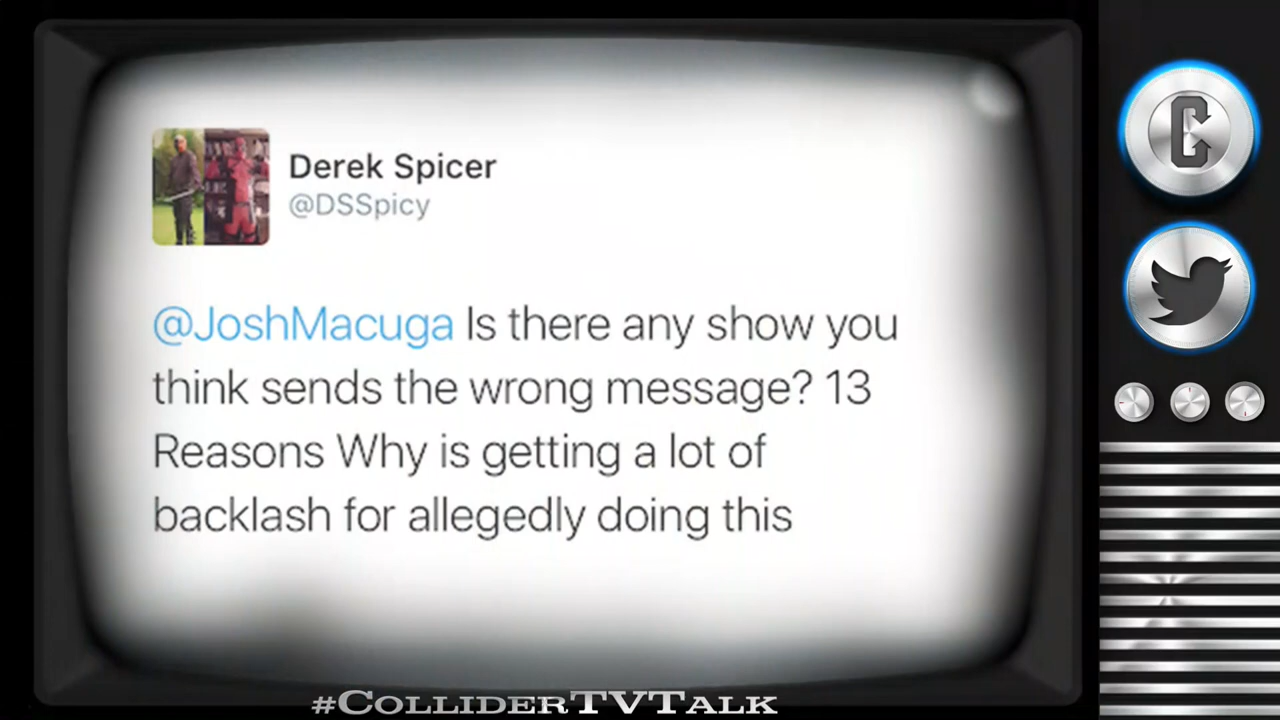 Derek Spicer
@DSSpicy
@JoshMacuga Is there any show you
think sends the wrong message? 13
Reasons Why is getting a lot of
backlash for allegedly doing this
#ColliderTVTalk